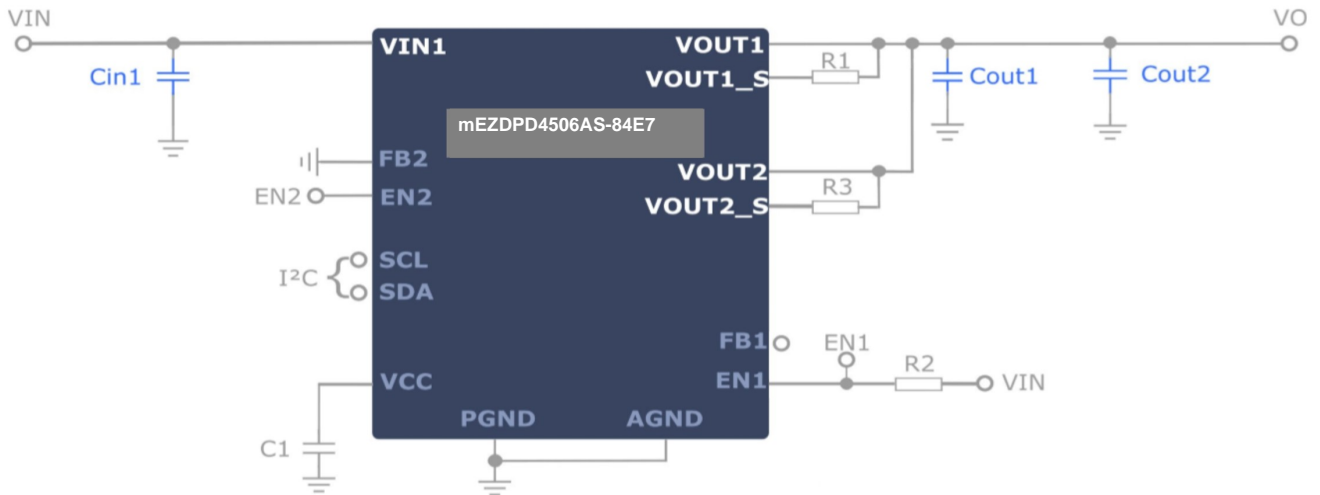 VIN
VO
VIN1
VOUT1
R1
Cin1
VOUT1_S
Cout1
Cout2
mEZDPD4506AS-84E7
FB2
VOUT2
EN2
EN2
R3
VOUT2_S
SCL
I²C
SDA
FB1
EN1
R2
VCC
EN1
VIN
PGND
AGND
C1